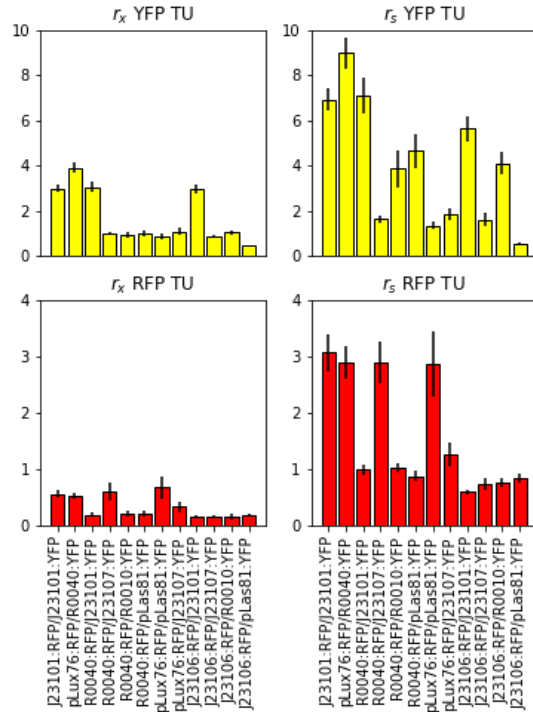 r_x YFP TU
r_s YFP TU
10
8
6
4
2
0
10
8
6
4
2
0
r_x RFP TU
r_s RFP TU
4
3
2
1
0
4
3
2
1
0
J23101:RFP/J23101:YFP
pLux76:RFP/R0040:YFP
R0040:RFP/J23101:YFP
R0040:RFP/J23107:YFP
R0040:RFP/R0010:YFP
R0040:RFP/pLas81:YFP
pLux76:RFP/pLas81:YFP
pLux76:RFP/J23107:YFP
J23106:RFP/J23101:YFP
J23106:RFP/J23107:YFP
J23106:RFP/R0010:YFP
J23106:RFP/pLas81:YFP
J23101:RFP/J23101:YFP
pLux76:RFP/R0040:YFP
R0040:RFP/J23101:YFP
R0040:RFP/J23107:YFP
R0040:RFP/R0010:YFP
R0040:RFP/pLas81:YFP
pLux76:RFP/pLas81:YFP
pLux76:RFP/J23107:YFP
J23106:RFP/J23101:YFP
J23106:RFP/J23107:YFP
J23106:RFP/R0010:YFP
J23106:RFP/pLas81:YFP